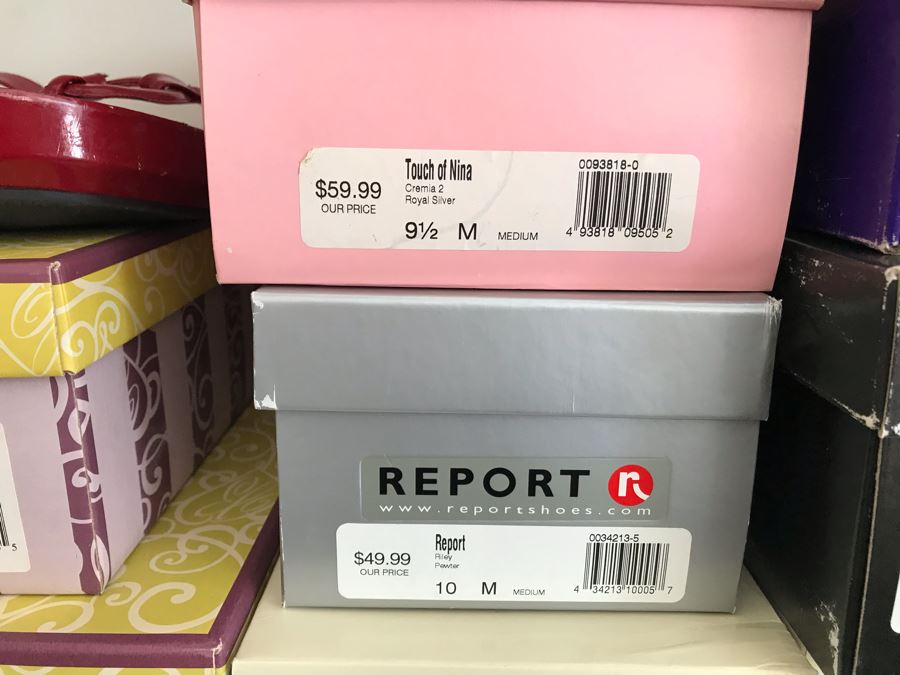 Touch of Nina
0093818-0
$59.99
Cremia 2
Royal Silver
OUR PRICE
9½ M MEDIUM
4 93818 09505 2
REPORT r
www.reportshoes.com
Report
0034213-5
$49.99
Riley
Pewter
OUR PRICE
10 M MEDIUM
4 34213 10005 7
5